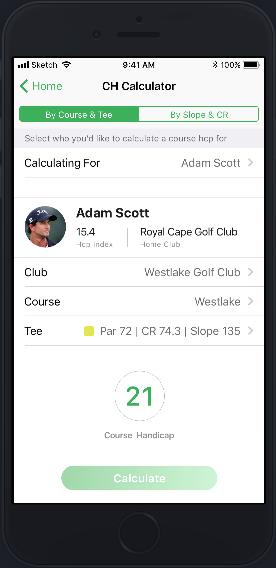 Sketch 9:41 AM 100%
Home CH Calculator
By Course & Tee By Slope & CR
Select who you'd like to calculate a course hcp for
Calculating For Adam Scott
Adam Scott
15.4 Royal Cape Golf Club
Hcp Index Home Club
Club Westlake Golf Club
Course Westlake
Tee Par 72 | CR 74.3 | Slope 135
21
Course Handicap
Calculate